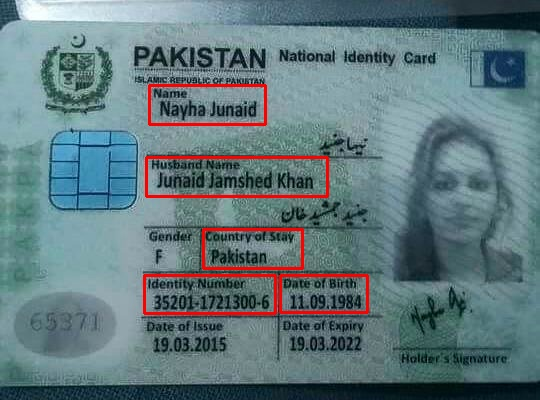 PAKISTAN National Identity Card
ISLAMIC REPUBLIC OF PAKISTAN
Name
Nayha Junaid
نیہا جنید
Husband Name
Junaid Jamshed Khan
جنید جمشید خان
Gender Country of Stay
F Pakistan
Identity Number Date of Birth
35201-1721300-6 11.09.1984
65371
Date of Issue Date of Expiry
19.03.2015 19.03.2022
Holder's Signature